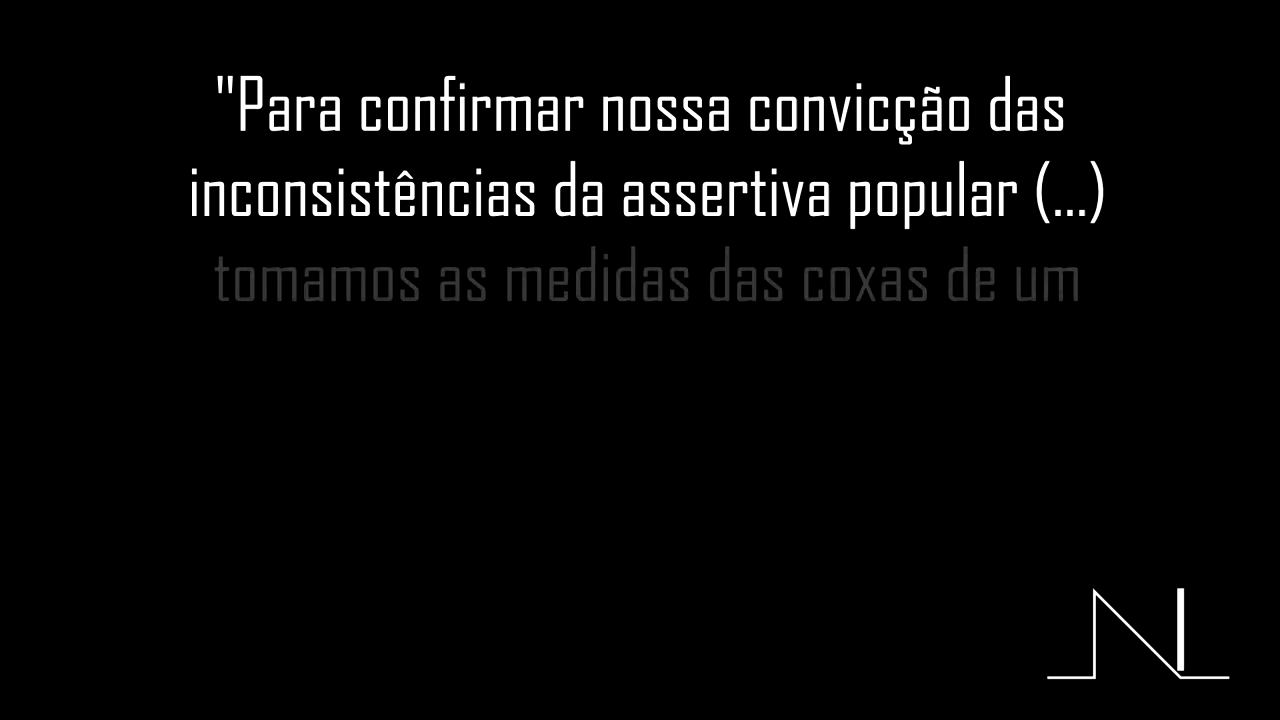 "Para confirmar nossa convicção das
inconsistências da assertiva popular (...)
tomamos as medidas das coxas de um
N